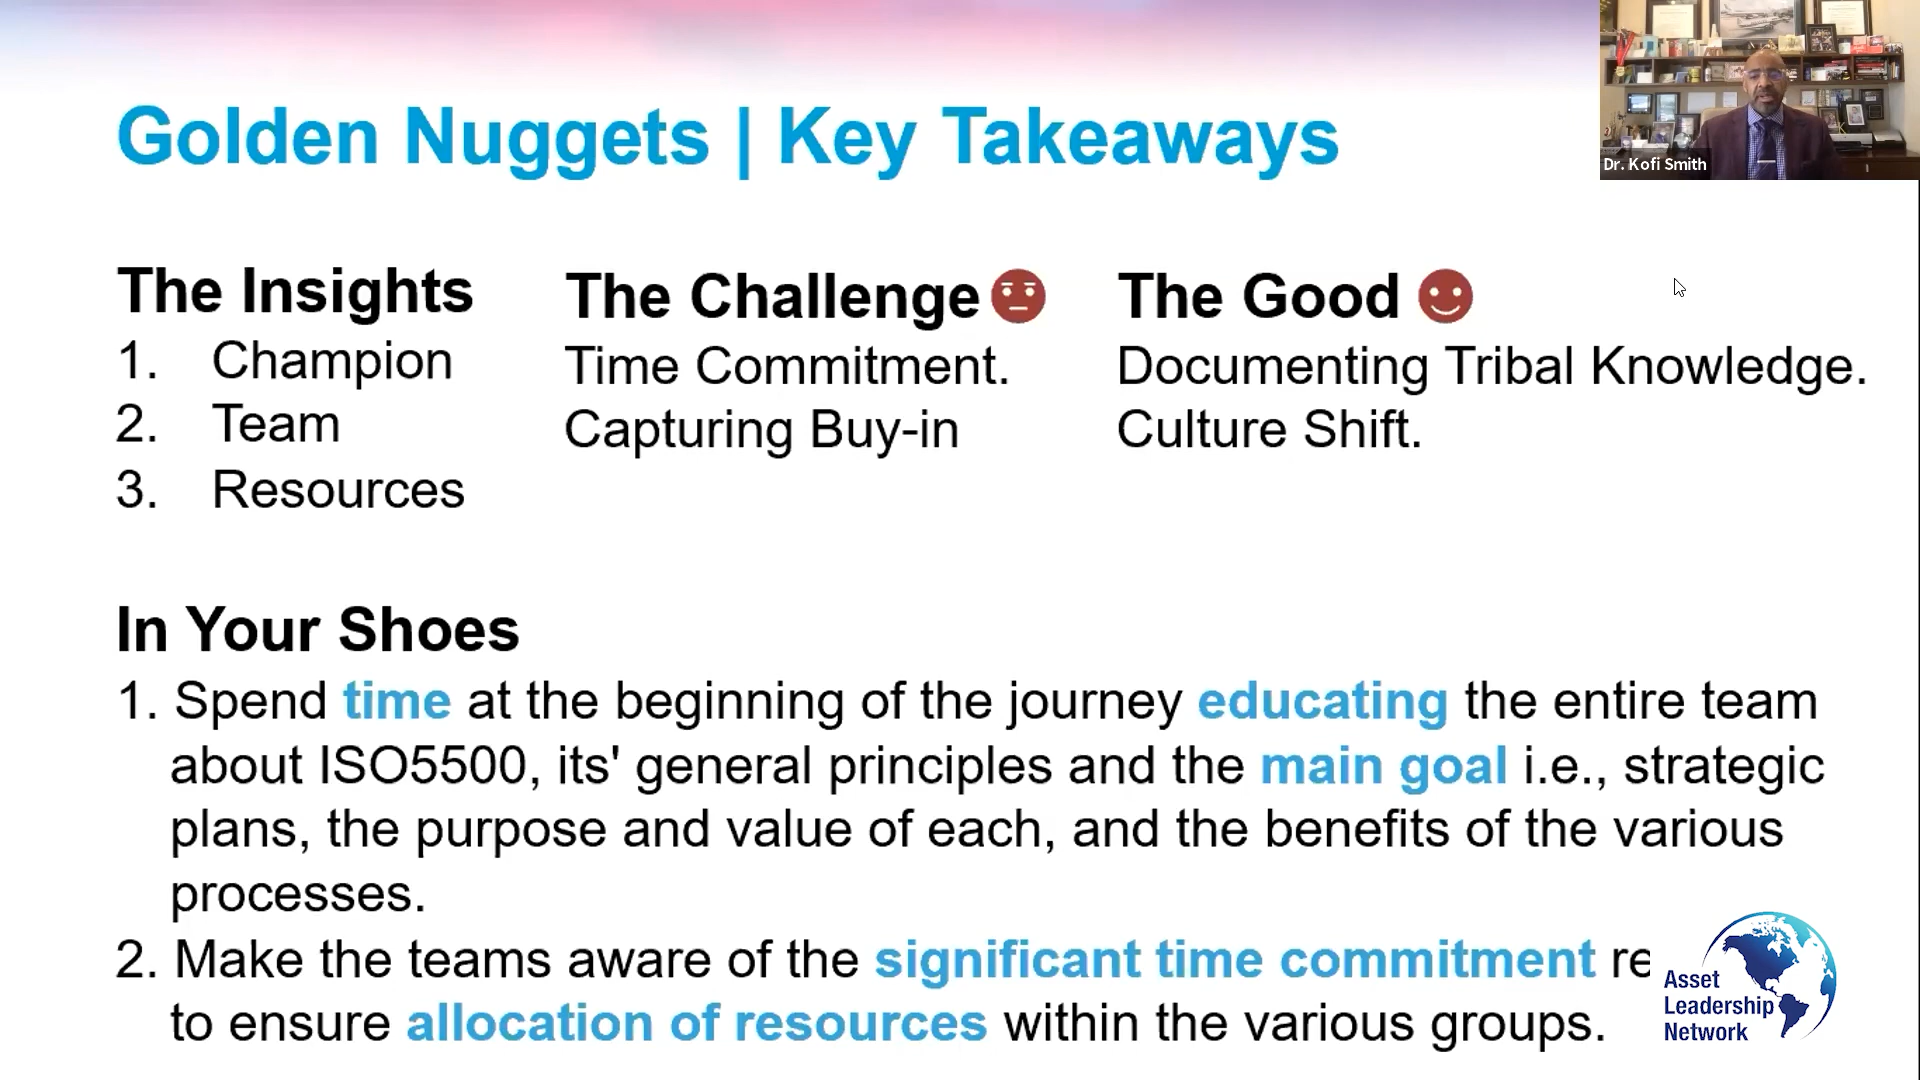 Golden Nuggets | Key Takeaways
Dr. Kofi Smith
The Insights
1. Champion
2. Team
3. Resources
The Challenge
Time Commitment.
Capturing Buy-in
The Good
Documenting Tribal Knowledge.
Culture Shift.
In Your Shoes
1. Spend time at the beginning of the journey educating the entire team
about ISO5500, its' general principles and the main goal i.e., strategic
plans, the purpose and value of each, and the benefits of the various
processes.
2. Make the teams aware of the significant time commitment re
to ensure allocation of resources within the various groups.
Asset
Leadership
Network